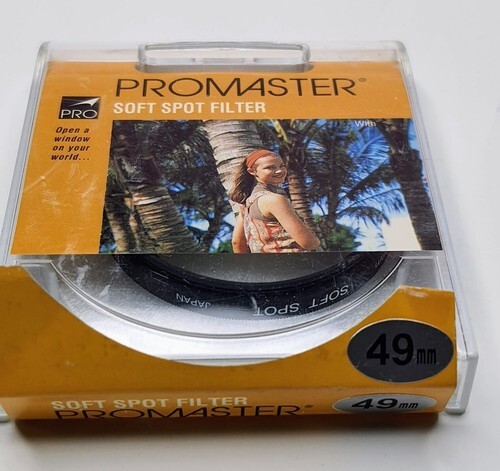 PROMASTER®
SOFT SPOT FILTER
PRO
Open a
window
on your
world...
With
SOFT SPOT
JAPAN
49mm
SOFT SPOT FILTER
49mm
PROMASTER®